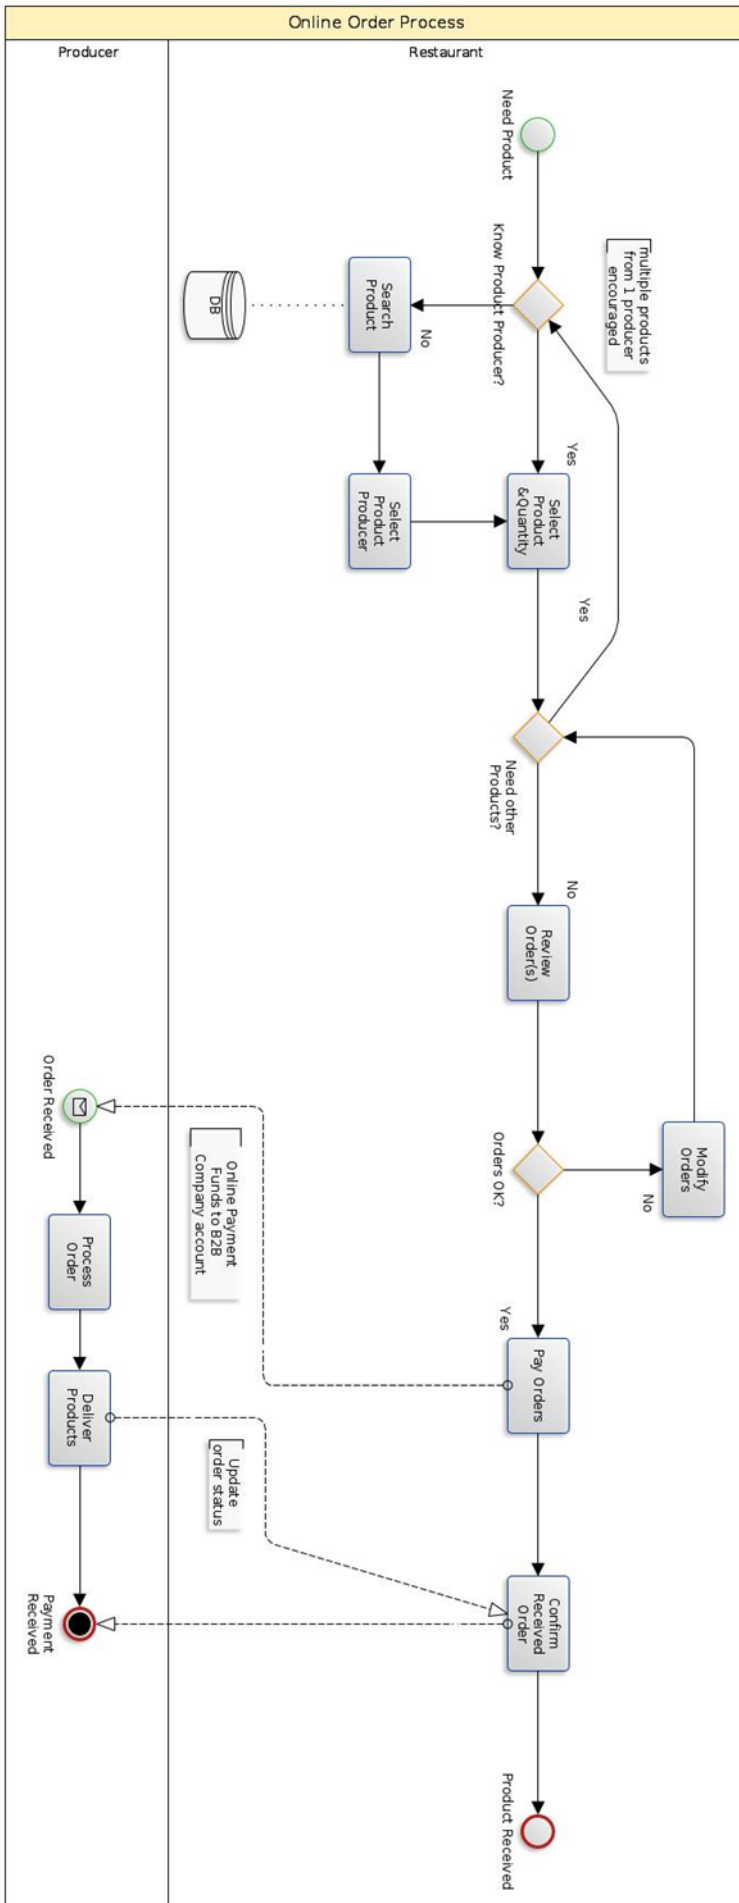 Online Order Process
Producer
Restaurant
Need Product
multiple products
from 1 producer
encouraged
Know Product Producer?
No
Search
Product
DB
Yes
Select
Product
&Quantity
Select
Product
Producer
Yes
Need other
Products?
No
Review
Order(s)
Modify
Orders
No
Orders OK?
Yes
Pay Orders
Order Received
Online Payment
Funds to B2B
Company account
Process
Order
Deliver
Products
Update
order status
Confirm
Received
Order
Payment
Received
Product Received